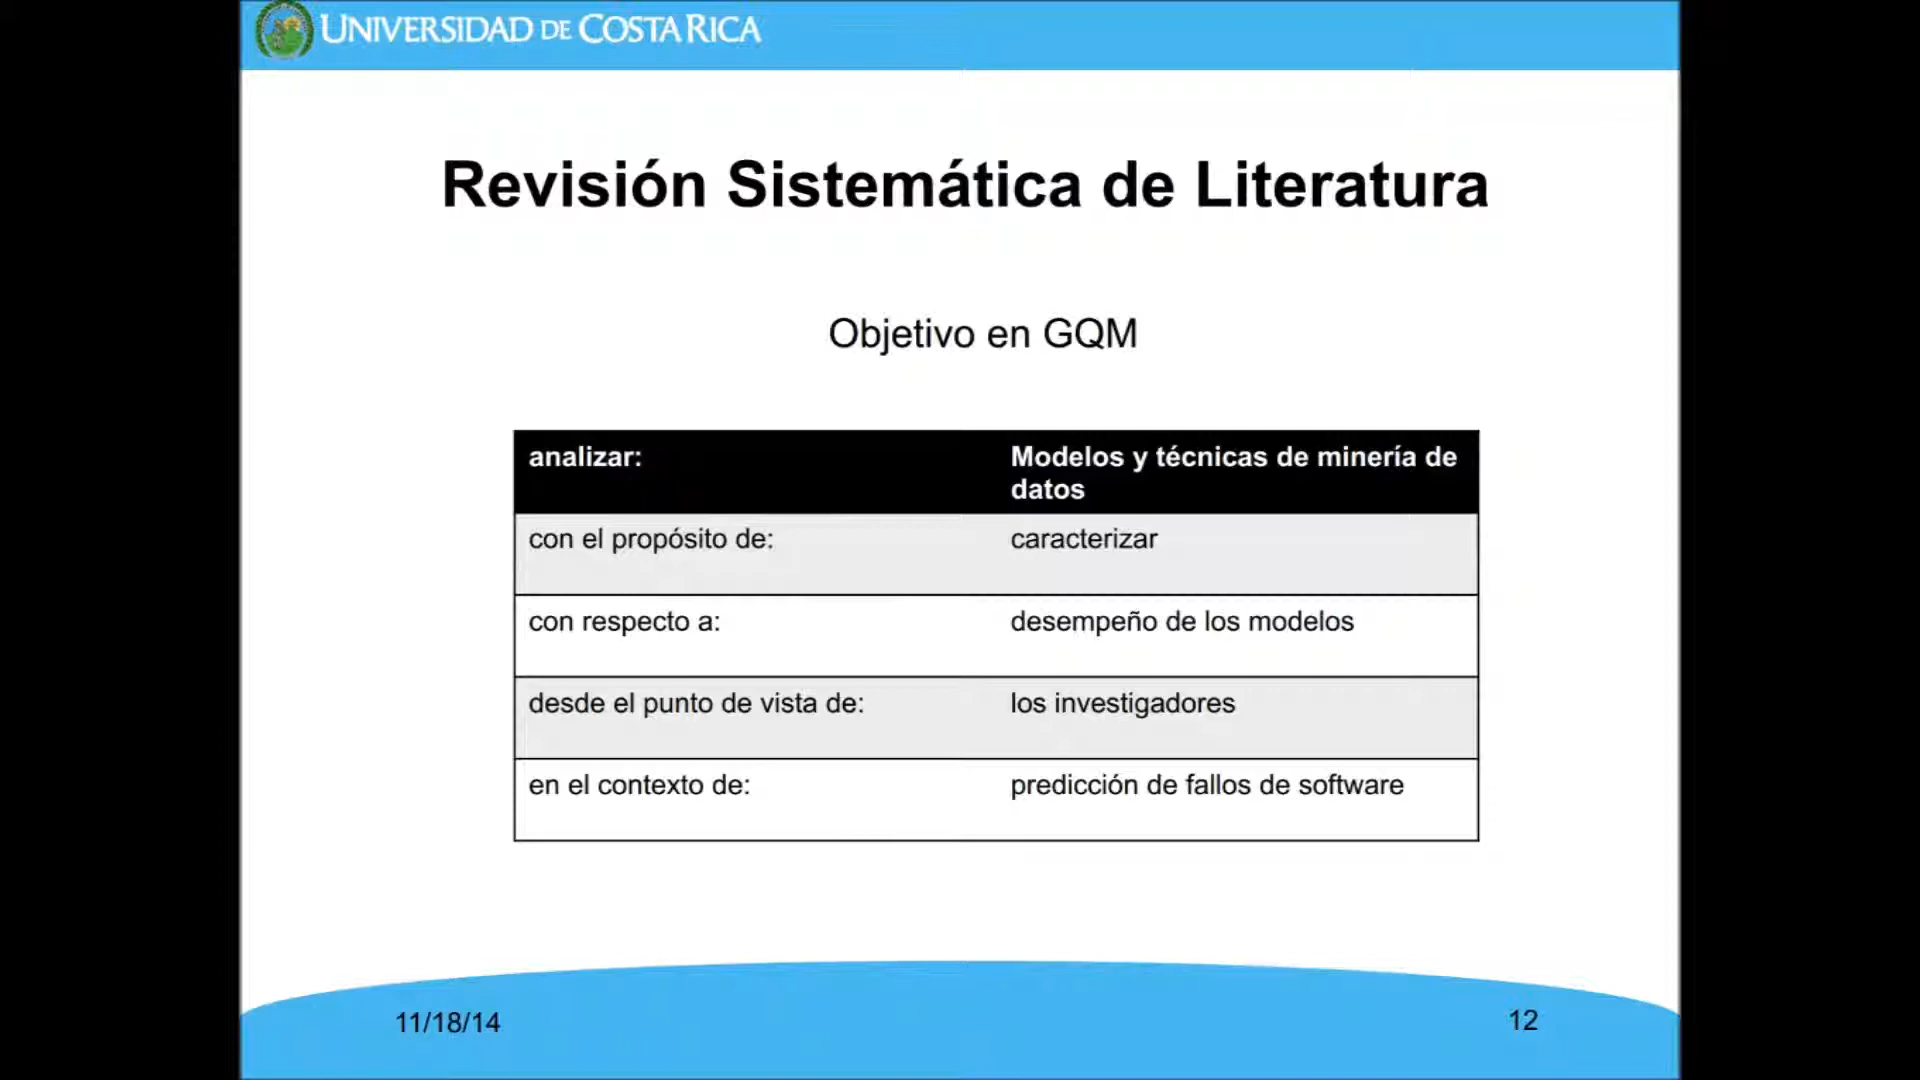 UNIVERSIDAD DE COSTA RICA
Revisión Sistemática de Literatura
Objetivo en GQM
analizar:
Modelos y técnicas de minería de
datos
con el propósito de:
caracterizar
con respecto a:
desempeño de los modelos
desde el punto de vista de:
los investigadores
en el contexto de:
predicción de fallos de software
11/18/14
12